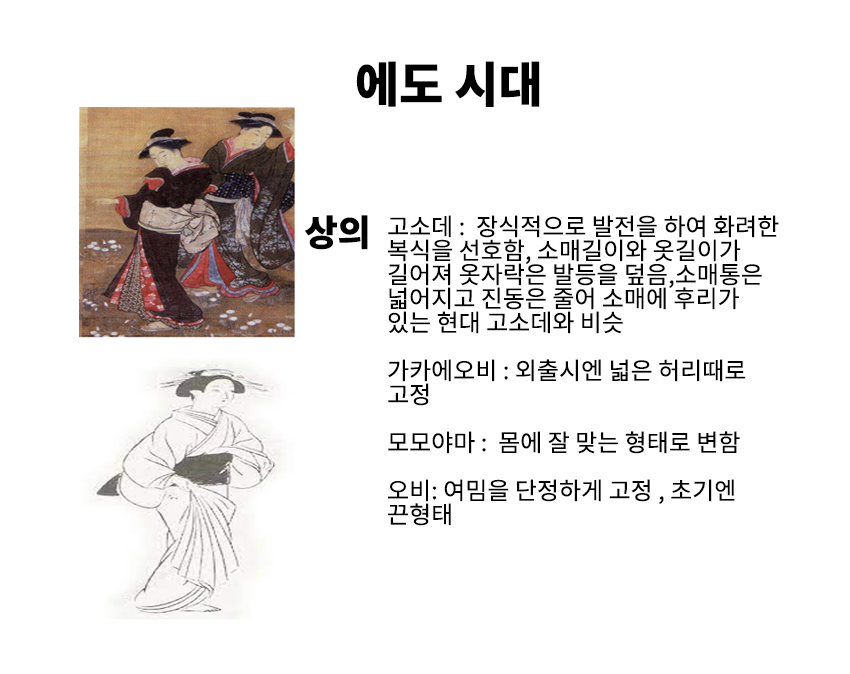 에도 시대
상의
고소데 : 장식적으로 발전을 하여 화려한
복식을 선호함, 소매길이와 옷길이가
길어져 옷자락은 발등을 덮음,소매통은
넓어지고 진동은 줄어 소매에 후리가
있는 현대 고소데와 비슷
가카에오비 : 외출시엔 넓은 허리때로
고정
모모야마 : 몸에 잘 맞는 형태로 변함
오비: 여밈을 단정하게 고정 , 초기엔
끈형태